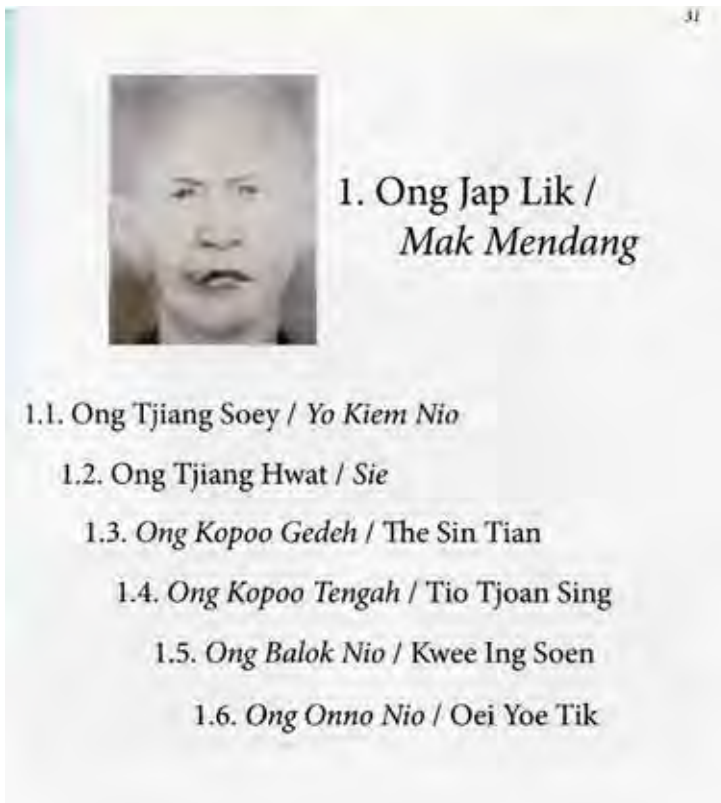 31
1. Ong Jap Lik /
Mak Mendang
1.1. Ong Tjiang Soey / Yo Kiem Nio
1.2. Ong Tjiang Hwat / Sie
1.3. Ong Kopoo Gedeh / The Sin Tian
1.4. Ong Kopoo Tengah / Tio Tjoan Sing
1.5. Ong Balok Nio / Kwee Ing Soen
1.6. Ong Onno Nio / Oei Yoe Tik